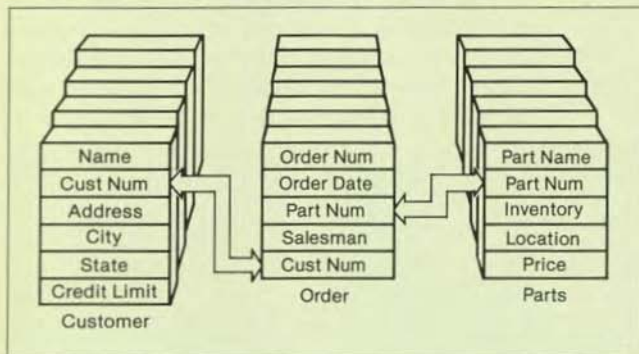 Name
Cust Num
Address
City
State
Credit Limit
Customer
Order Num
Order Date
Part Num
Salesman
Cust Num
Order
Part Name
Part Num
Inventory
Location
Price
Parts